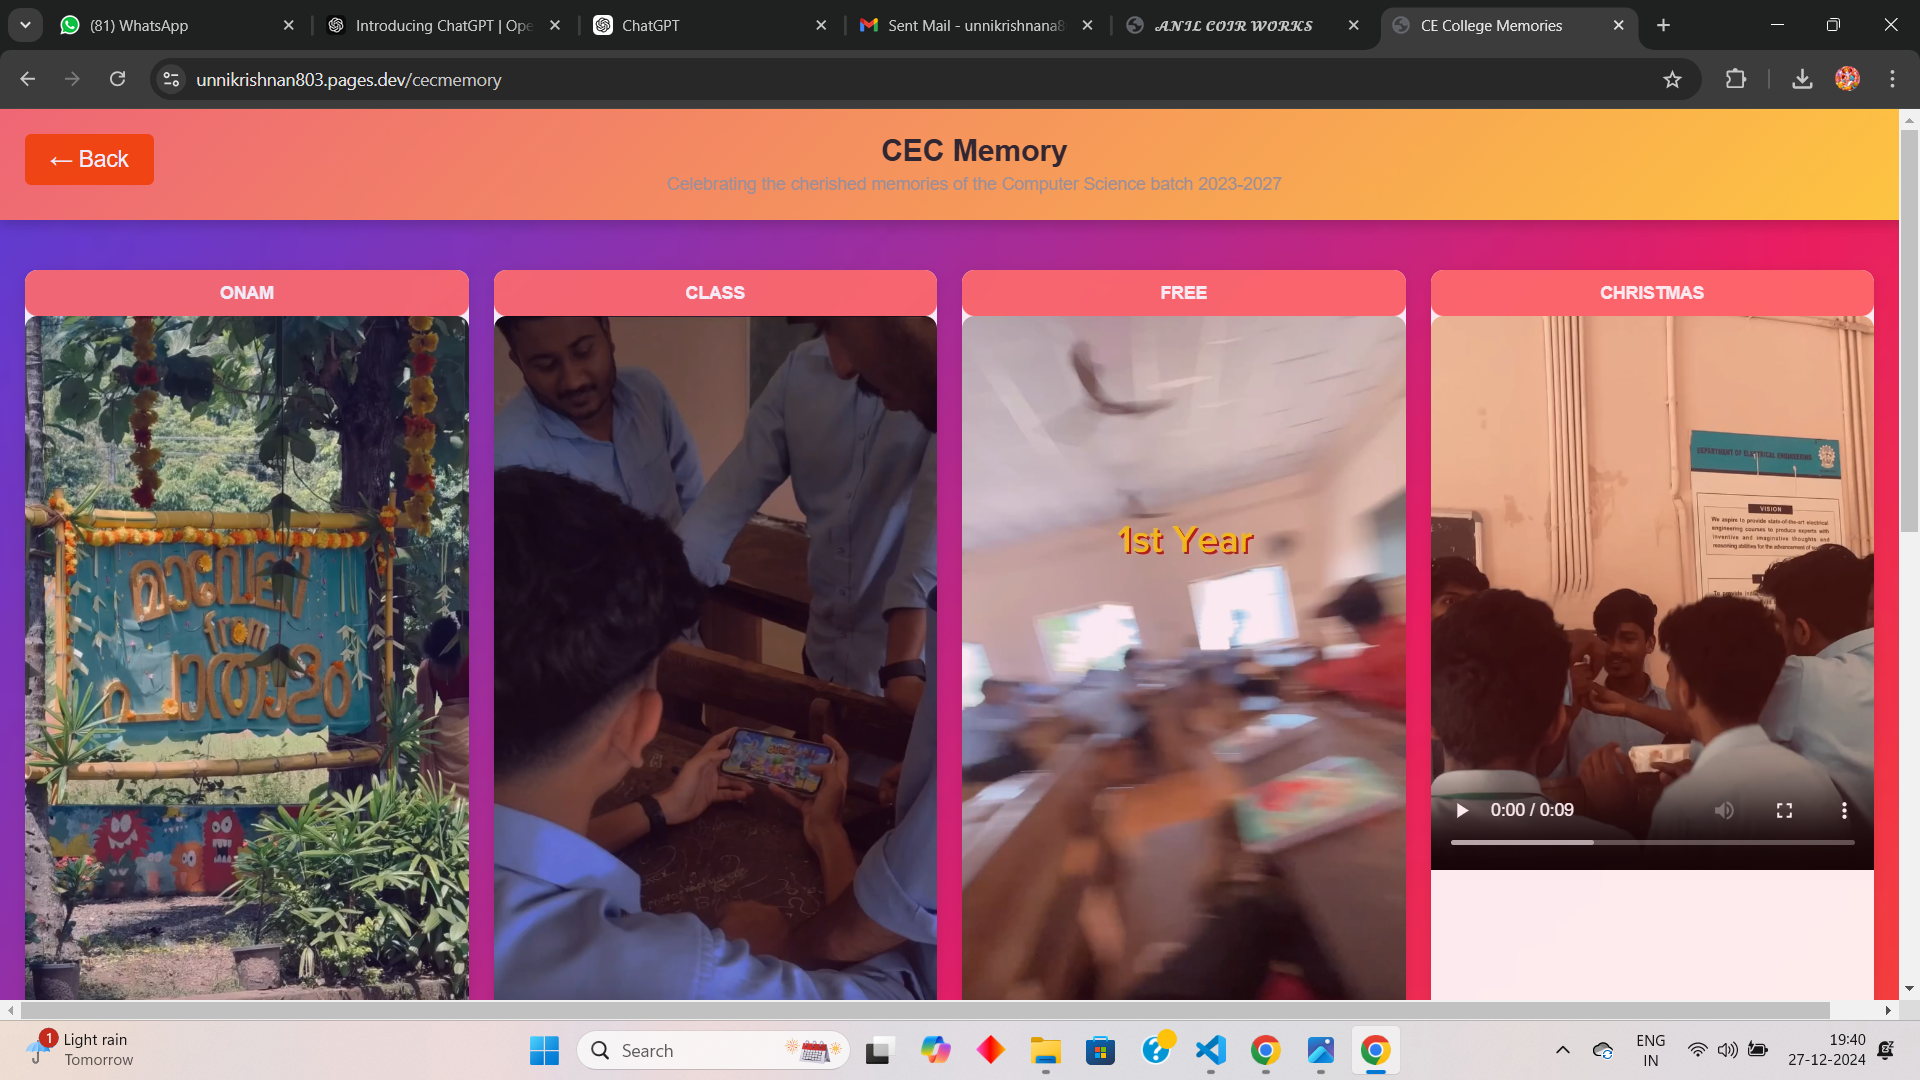 (81) WhatsApp
Introducing ChatGPT | Ope
ChatGPT
Sent Mail - unnikrishnana8
𝓐𝓝𝓘𝓛 𝓒𝓞𝓘𝓡 𝓦𝓞𝓡𝓚𝓢
CE College Memories
unnikrishnan803.pages.dev/cecmemory
← Back
CEC Memory
Celebrating the cherished memories of the Computer Science batch 2023-2027
ONAM
CLASS
FREE
CHRISTMAS
മാവേലി
from
പാതാളം
1st Year
DEPARTMENT OF ELECTRICAL ENGINEERING
VISION
We aspire to provide state-of-the-art electrical
engineering courses to produce experts with
inventive and imaginative thoughts and
reasoning abilities for the advancement of
0:00 / 0:09
1
Light rain
Tomorrow
Search
ENG
IN
19:40
27-12-2024